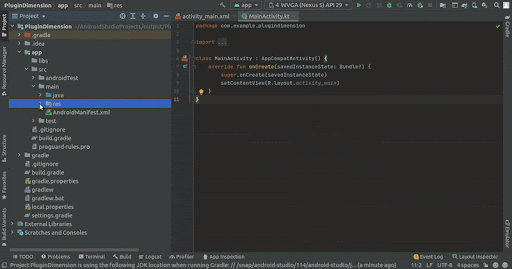 PluginDimension
app
src
main
res
app
4 WVGA (Nexus S) API 29
Project
activity_main.xml
MainActivity.kt
PluginDimension ~/AndroidStudioProjects/output/P
.gradle
.idea
app
libs
src
androidTest
main
java
res
AndroidManifest.xml
test
.gitignore
build.gradle
proguard-rules.pro
gradle
.gitignore
build.gradle
gradle.properties
gradlew
gradlew.bat
local.properties
settings.gradle
External Libraries
Scratches and Consoles
1 package com.example.plugindimension
2
3 import ...
5
6 class MainActivity : AppCompatActivity() {
7 override fun onCreate(savedInstanceState: Bundle?) {
8 super.onCreate(savedInstanceState)
9 setContentView(R.layout.activity_main)
10 }
11 }
Project
Resource Manager
Structure
Favorites
Build Variants
Gradle
Emulator
TODO
Problems
Terminal
Build
Logcat
Profiler
App Inspection
Event Log
Layout Inspector
Project PluginDimension is using the following JDK location when running Gradle: // /snap/android-studio/114/android-studio/j... (a minute ago)
11:2 LF UTF-8 4 spaces